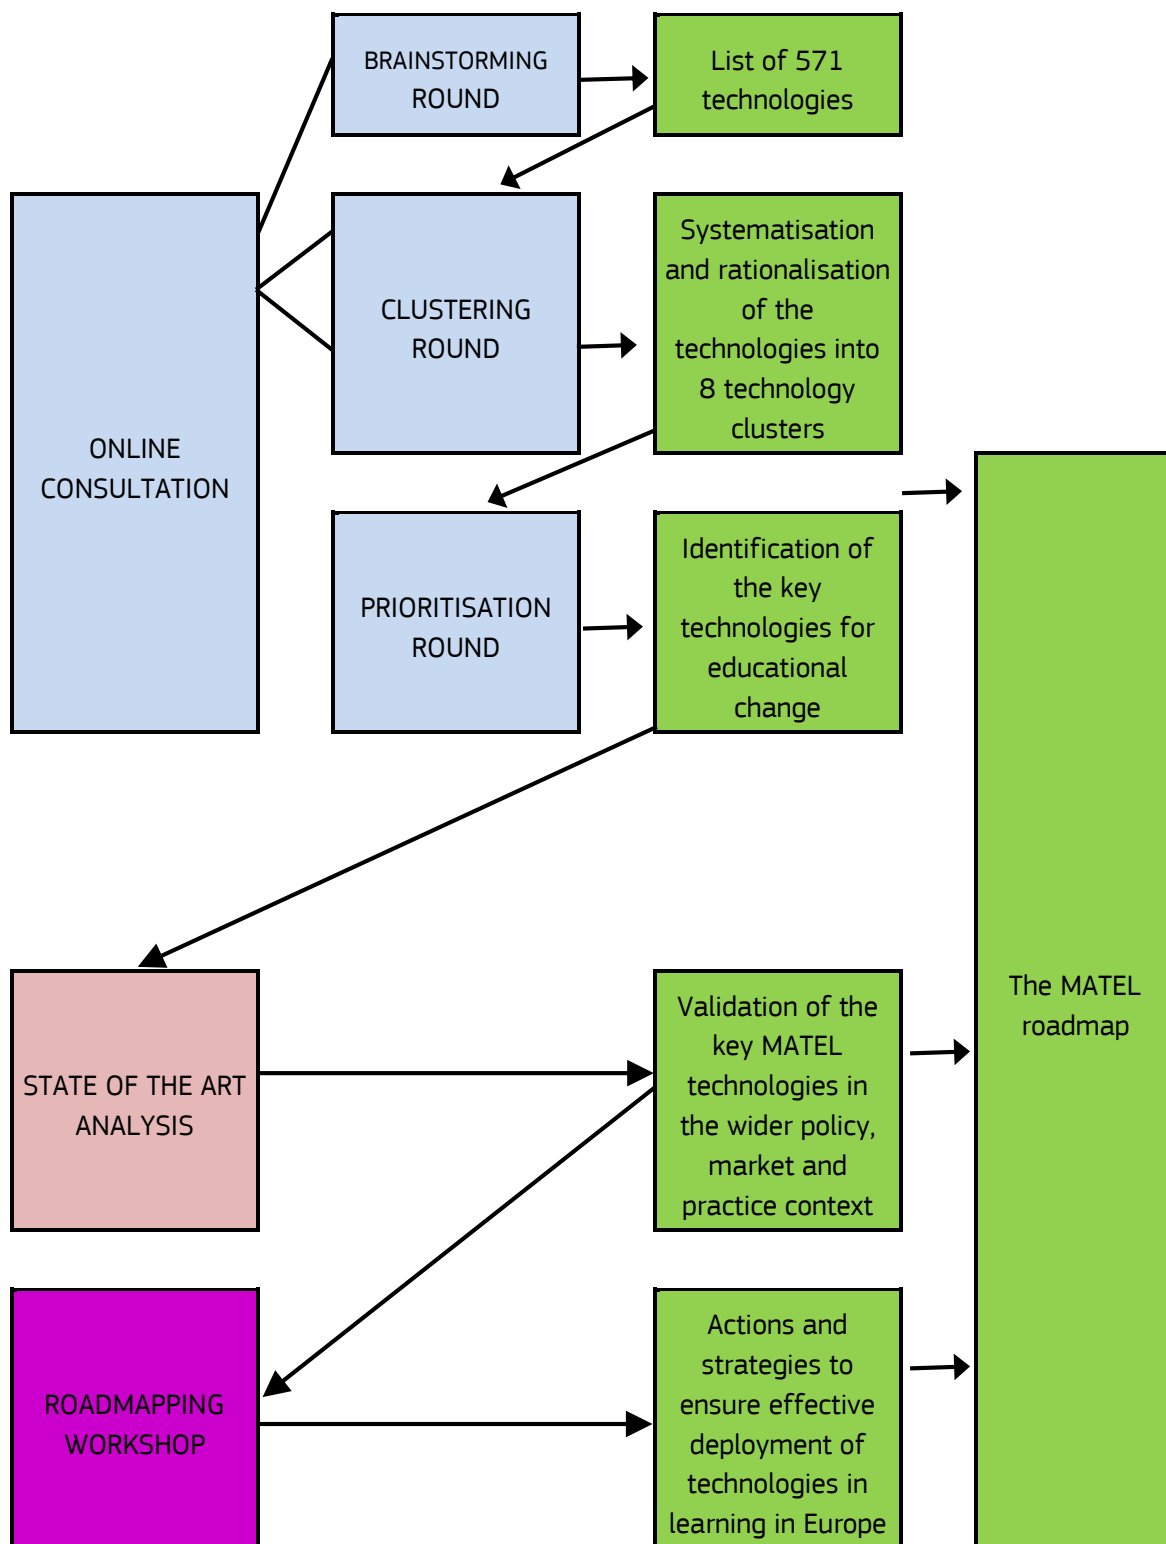 BRAINSTORMING
ROUND
List of 571
technologies
ONLINE
CONSULTATION
CLUSTERING
ROUND
Systematisation
and rationalisation
of the
technologies into
8 technology
clusters
PRIORITISATION
ROUND
Identification of
the key
technologies for
educational
change
STATE OF THE ART
ANALYSIS
Validation of the
key MATEL
technologies in
the wider policy,
market and
practice context
The MATEL
roadmap
ROADMAPPING
WORKSHOP
Actions and
strategies to
ensure effective
deployment of
technologies in
learning in Europe